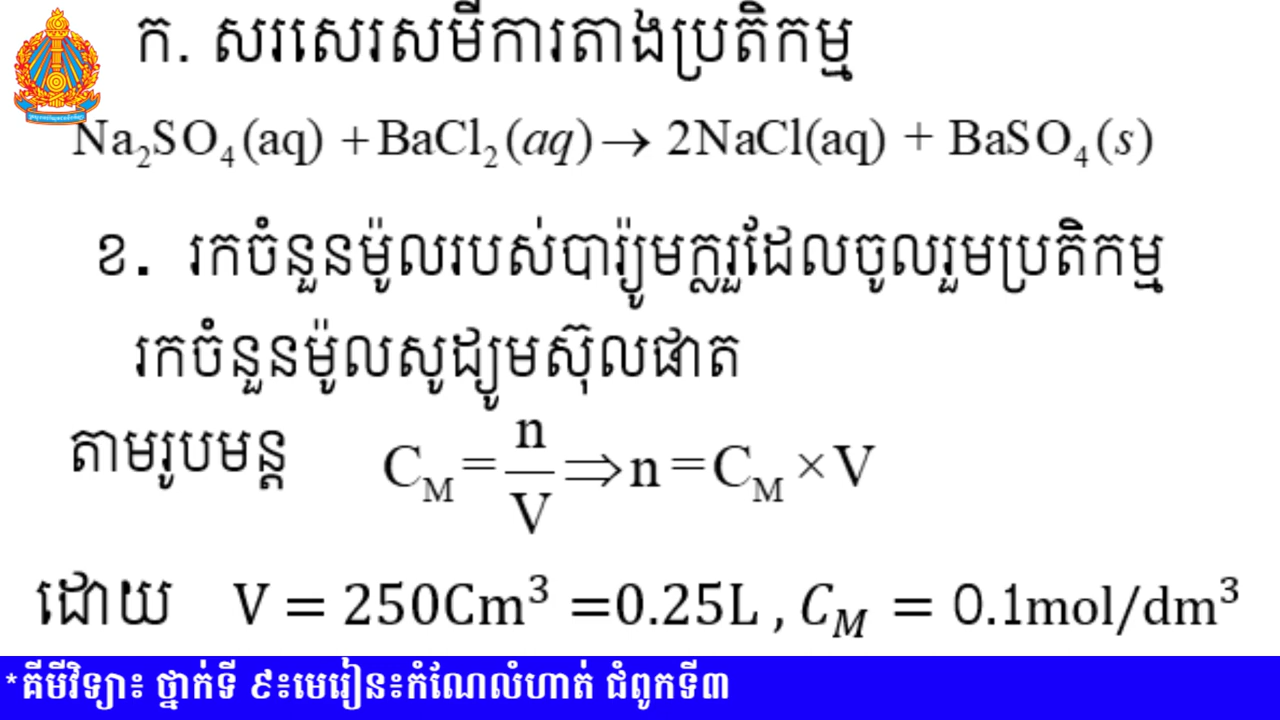 ក. សរសេរសមីការតាងប្រតិកម្ម
Na₂SO₄(aq) +BaCl₂(aq)→ 2NaCl(aq) + BaSO₄(s)
ខ. រកចំនួនម៉ូលរបស់បារ៉្យូមក្លរួដែលចូលរួមប្រតិកម្ម
រកចំនួនម៉ូលសូដ្យូមស៊ុលផាត
តាមរូបមន្ត C_M = n/V ⇒ n = C_M × V
ដោយ V = 250Cm³ =0.25L , C_M = 0.1mol/dm³
*គីមីវិទ្យា៖ ថ្នាក់ទី ៩៖មេរៀន៖កំណែលំហាត់ ជំពូកទី៣